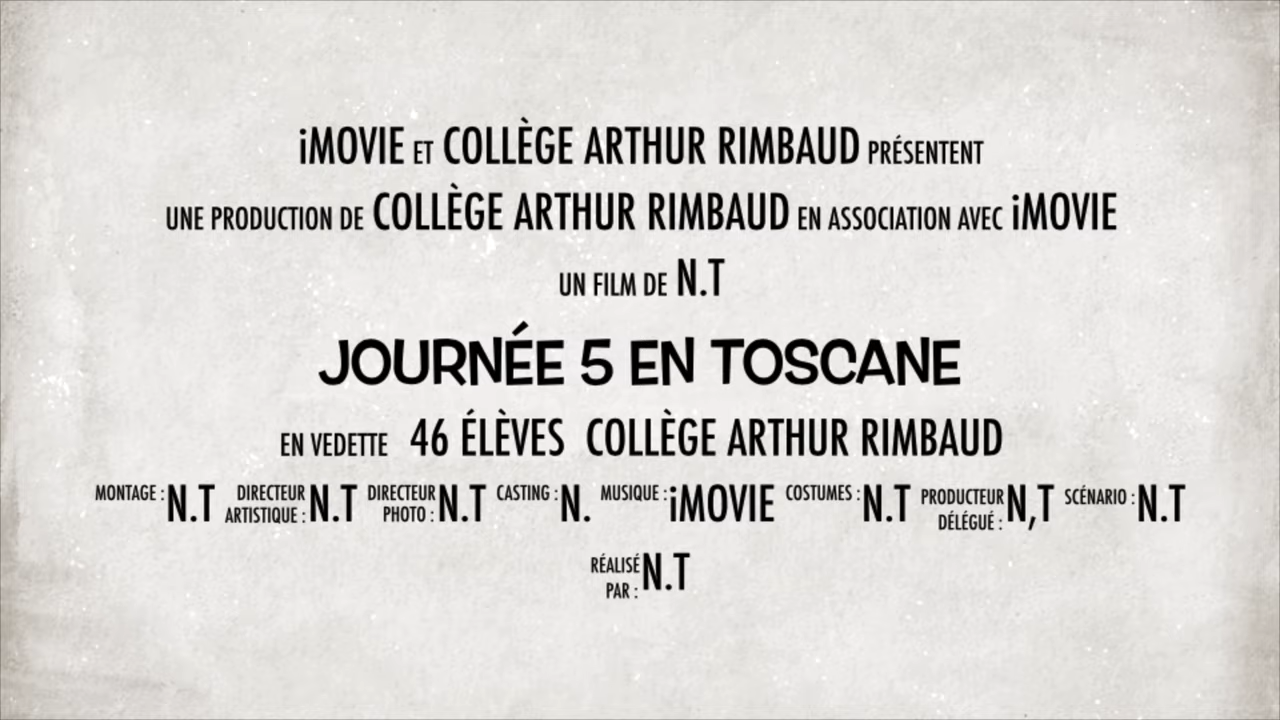 iMOVIE ET COLLÈGE ARTHUR RIMBAUD PRÉSENTENT
UNE PRODUCTION DE COLLÈGE ARTHUR RIMBAUD EN ASSOCIATION AVEC iMOVIE
UN FILM DE N.T
JOURNÉE 5 EN TOSCANE
EN VEDETTE 46 ÉLÈVES COLLÈGE ARTHUR RIMBAUD
MONTAGE : N.T DIRECTEUR ARTISTIQUE : N.T DIRECTEUR PHOTO : N.T CASTING : N. MUSIQUE : iMOVIE COSTUMES : N.T PRODUCTEUR DÉLÉGUÉ : N,T SCÉNARIO : N.T
RÉALISÉ PAR : N.T